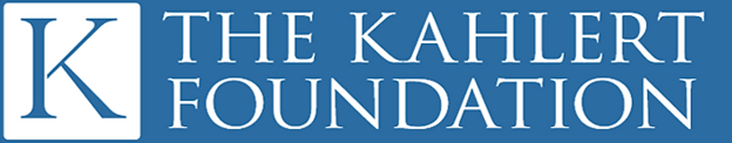 K
THE KAHLERT
FOUNDATION